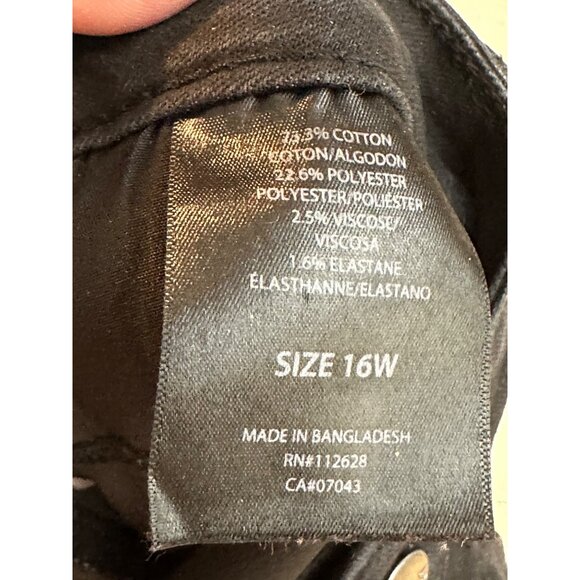 73.3% COTTON
COTON/ALGODON
22.6% POLYESTER
POLYESTER/POLIÉSTER
2.5% VISCOSE/
VISCOSA
1.6% ELASTANE
ÉLASTHANNE/ELASTANO
SIZE 16W
MADE IN BANGLADESH
RN#112628
CA#07043